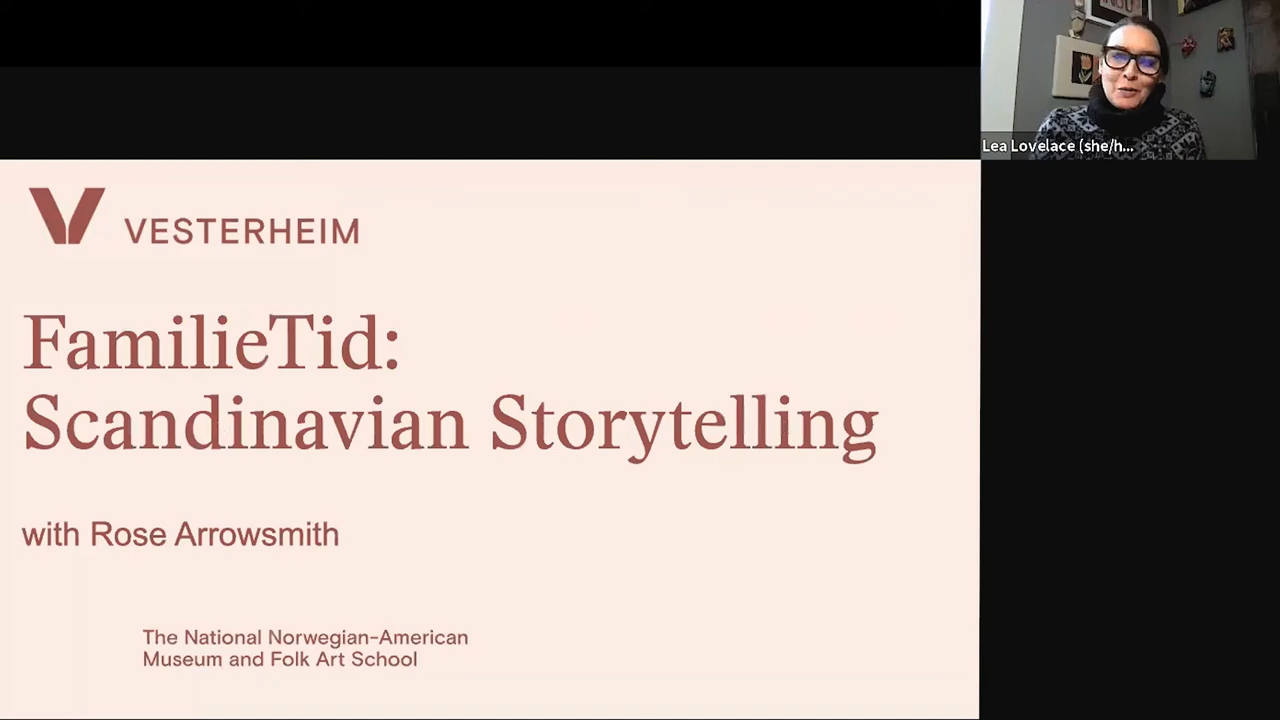 Lea Lovelace (she/h...
VESTERHEIM
FamilieTid:
Scandinavian Storytelling
with Rose Arrowsmith
The National Norwegian-American
Museum and Folk Art School